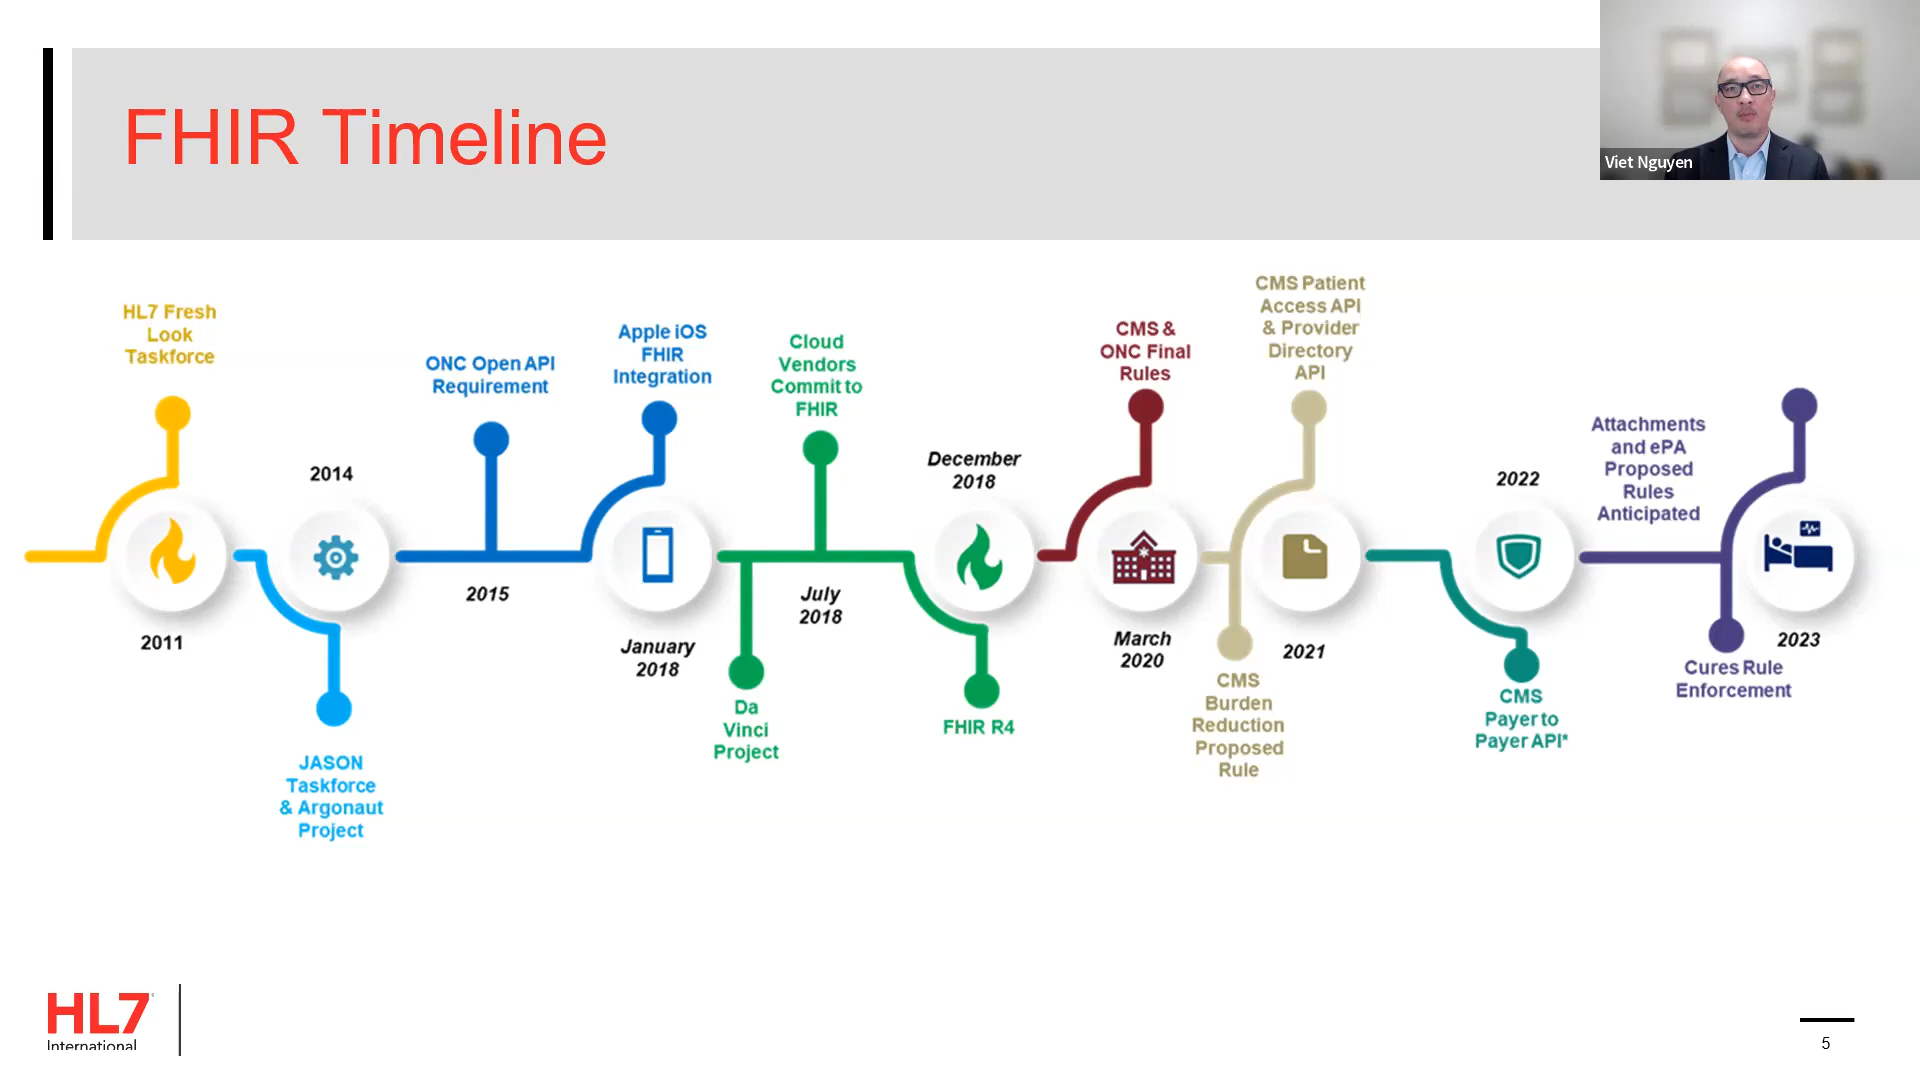 FHIR Timeline
Viet Nguyen
HL7 Fresh
Look
Taskforce
2011
2014
JASON
Taskforce
& Argonaut
Project
ONC Open API
Requirement
2015
Apple iOS
FHIR
Integration
January
2018
Da
Vinci
Project
Cloud
Vendors
Commit to
FHIR
July
2018
December
2018
FHIR R4
CMS &
ONC Final
Rules
March
2020
CMS Patient
Access API
& Provider
Directory
API
CMS
Burden
Reduction
Proposed
Rule
2021
2022
CMS
Payer to
Payer API*
Attachments
and ePA
Proposed
Rules
Anticipated
Cures Rule
Enforcement
2023
HL7
International
5